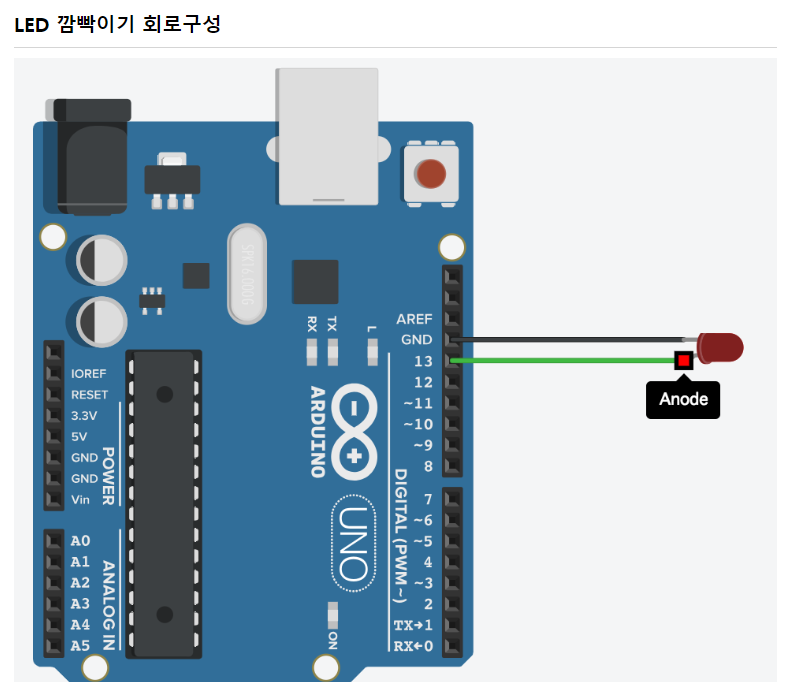 LED 깜빡이기 회로구성
SPK16.000G
RX
TX
L
AREF
GND
13
12
~11
~10
~9
8
7
~6
~5
4
~3
2
TX→1
RX←0
DIGITAL (PWM~)
ARDUINO
UNO
ON
IOREF
RESET
3.3V
5V
GND
GND
Vin
POWER
A0
A1
A2
A3
A4
A5
ANALOG IN
Anode